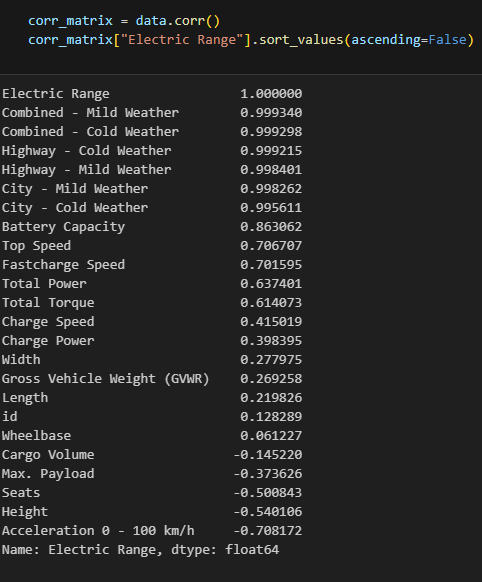 corr_matrix = data.corr()
corr_matrix["Electric Range"].sort_values(ascending=False)
Electric Range 1.000000
Combined - Mild Weather 0.999340
Combined - Cold Weather 0.999298
Highway - Cold Weather 0.999215
Highway - Mild Weather 0.998401
City - Mild Weather 0.998262
City - Cold Weather 0.995611
Battery Capacity 0.863062
Top Speed 0.706707
Fastcharge Speed 0.701595
Total Power 0.637401
Total Torque 0.614073
Charge Speed 0.415019
Charge Power 0.398395
Width 0.277975
Gross Vehicle Weight (GVWR) 0.269258
Length 0.219826
id 0.128289
Wheelbase 0.061227
Cargo Volume -0.145220
Max. Payload -0.373626
Seats -0.500843
Height -0.540106
Acceleration 0 - 100 km/h -0.708172
Name: Electric Range, dtype: float64